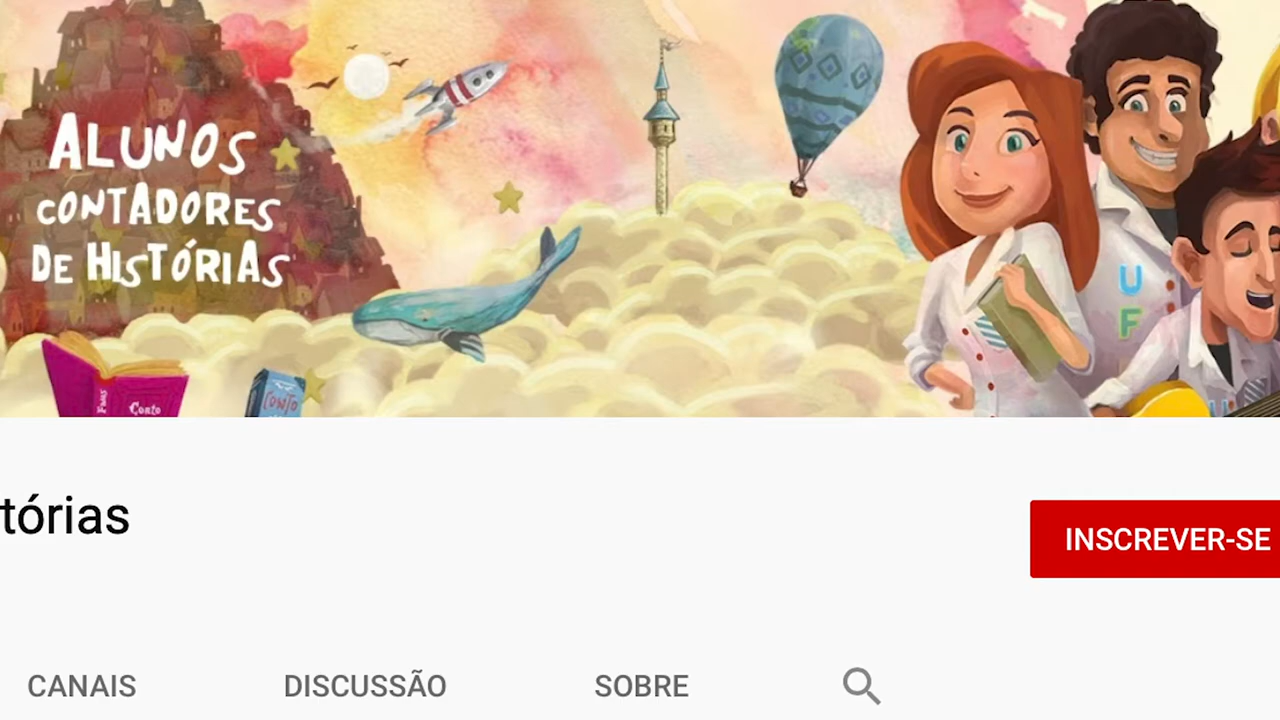 ALUNOS
CONTADORES
DE HISTÓRIAS
U
F
CONTO
Conto
tórias
INSCREVER-SE
CANAIS
DISCUSSÃO
SOBRE